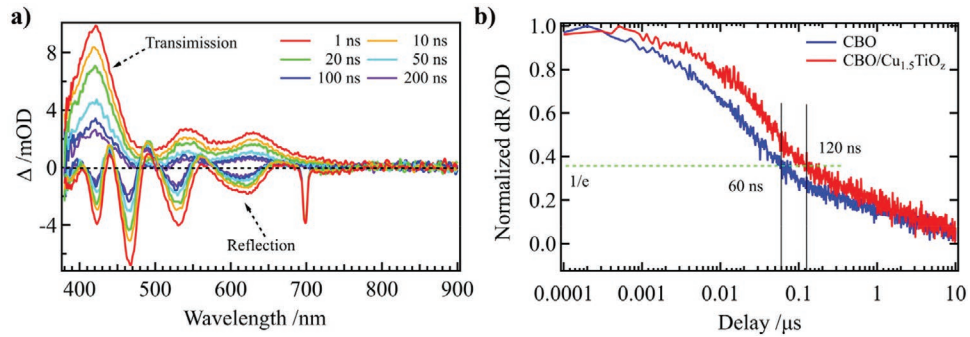 a)
Transimission
1 ns
10 ns
20 ns
50 ns
100 ns
200 ns
Reflection
8
4
0
-4
Δ /mOD
400 500 600 700 800 900
Wavelength /nm
b)
CBO
CBO/Cu1.5TiOz
120 ns
60 ns
1/e
1.0
0.8
0.6
0.4
0.2
0.0
Normalized dR /OD
0.0001 0.001 0.01 0.1 1 10
Delay /μs